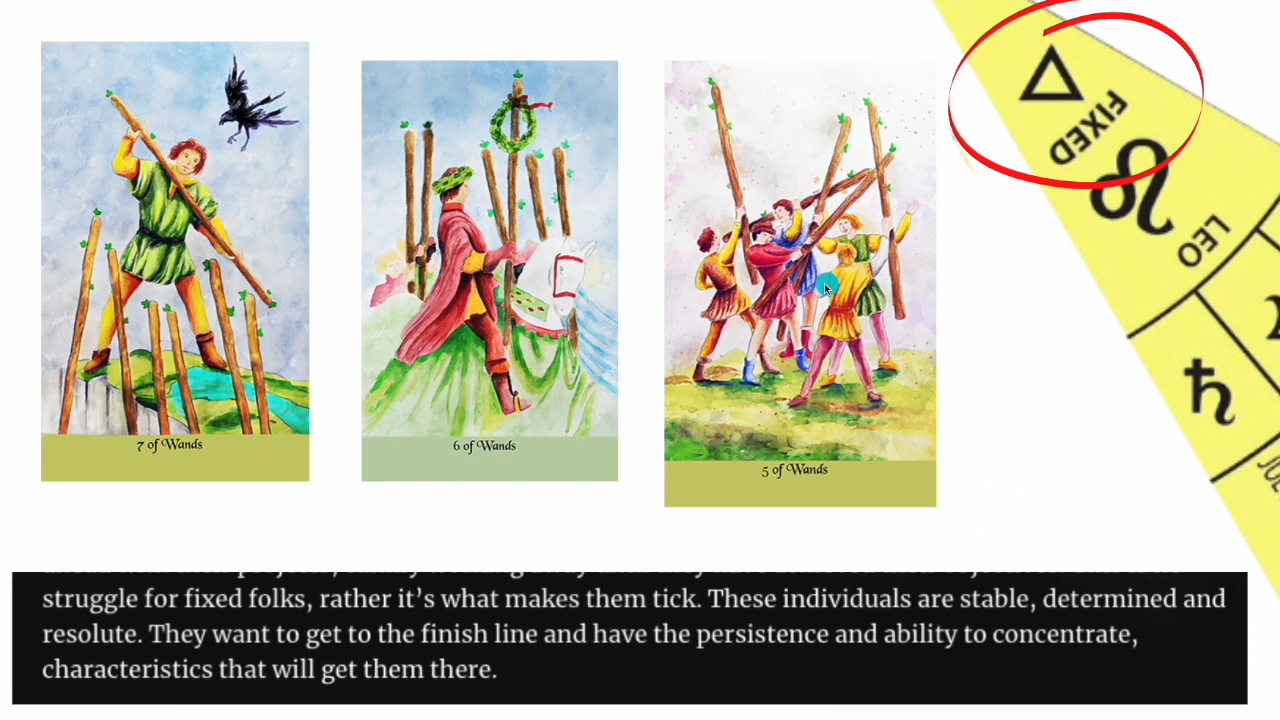 FIXED
LEO
7 of Wands
6 of Wands
5 of Wands
struggle for fixed folks, rather it's what makes them tick. These individuals are stable, determined and
resolute. They want to get to the finish line and have the persistence and ability to concentrate,
characteristics that will get them there.